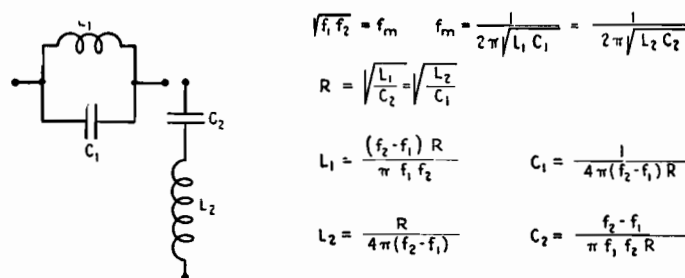 L₁
C₁
C₂
L₂
√f₁ f₂ = fₘ fₘ = 1/2π√L₁ C₁ = 1/2π√L₂ C₂
R = √L₁/C₂ = √L₂/C₁
L₁ = (f₂-f₁) R/π f₁ f₂ C₁ = 1/4π(f₂-f₁) R
L₂ = R/4π(f₂-f₁) C₂ = f₂-f₁/π f₁ f₂ R